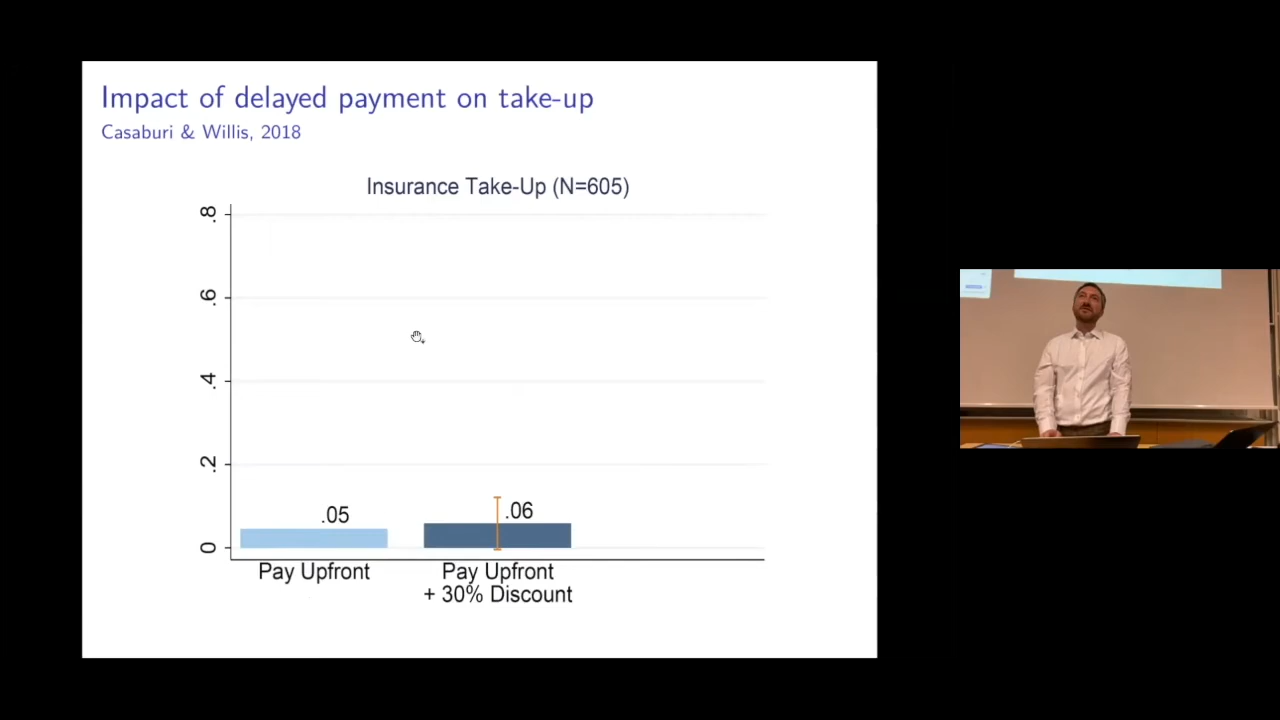 Impact of delayed payment on take-up
Casaburi & Willis, 2018
Insurance Take-Up (N=605)
.8
.6
.4
.2
0
.05
.06
Pay Upfront
Pay Upfront
+ 30% Discount